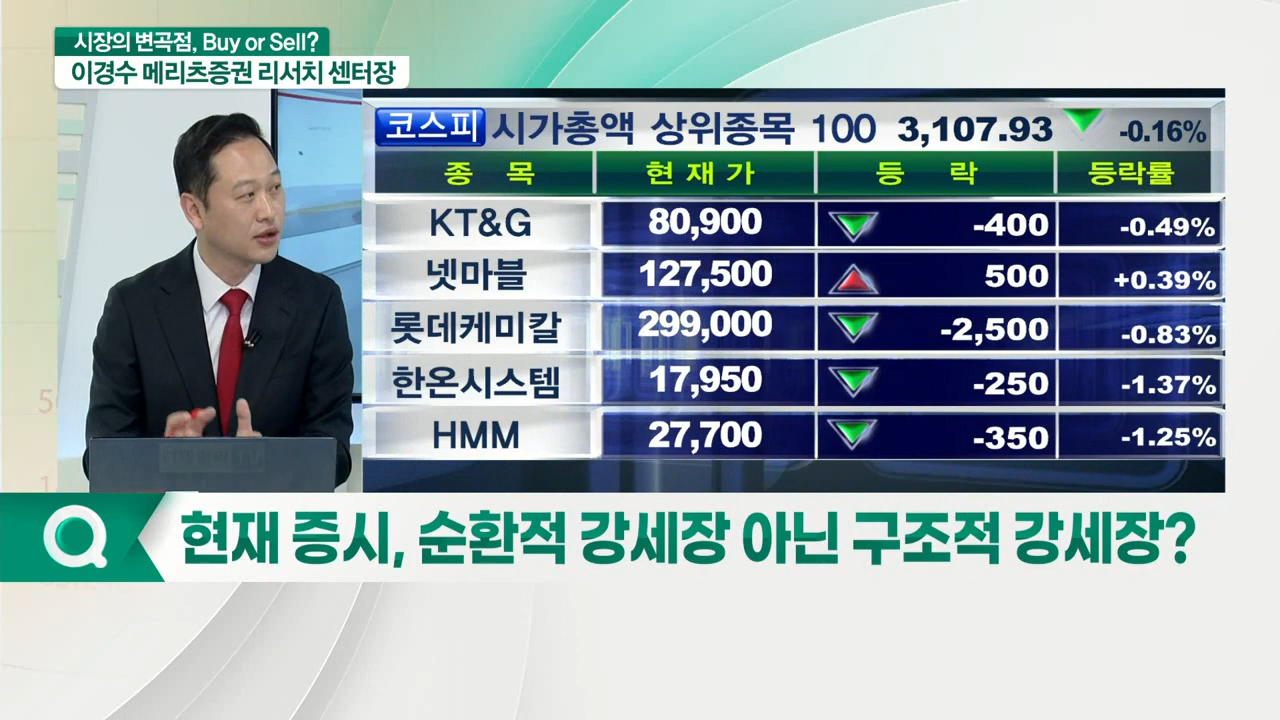 시장의 변곡점, Buy or Sell?
이경수 메리츠증권 리서치 센터장
코스피 시가총액 상위종목 100 3,107.93 -0.16%
종 목 현 재 가 등 락 등락률
KT&G 80,900 -400 -0.49%
넷마블 127,500 500 +0.39%
롯데케미칼 299,000 -2,500 -0.83%
한온시스템 17,950 -250 -1.37%
HMM 27,700 -350 -1.25%
Q 현재 증시, 순환적 강세장 아닌 구조적 강세장?